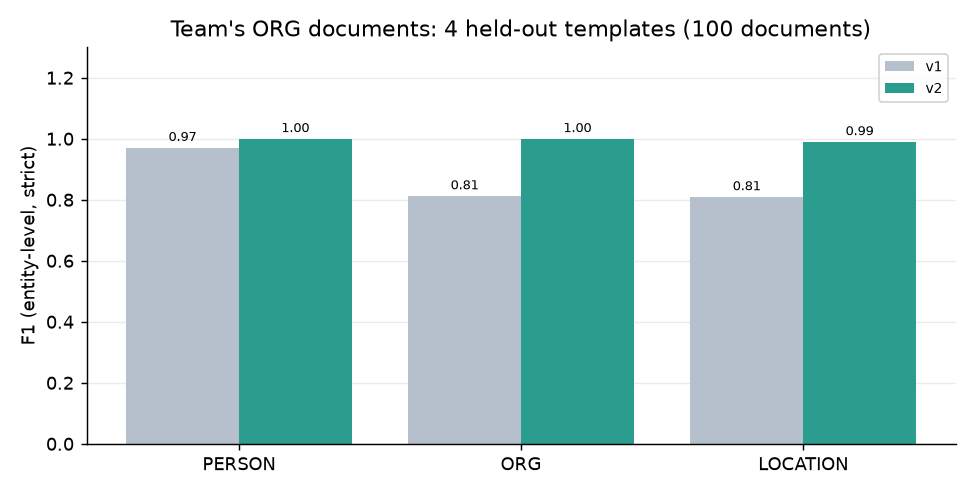 Team's ORG documents: 4 held-out templates (100 documents)
F1 (entity-level, strict)
1.2
1.0
0.8
0.6
0.4
0.2
0.0
v1
v2
0.97
1.00
0.81
1.00
0.81
0.99
PERSON
ORG
LOCATION